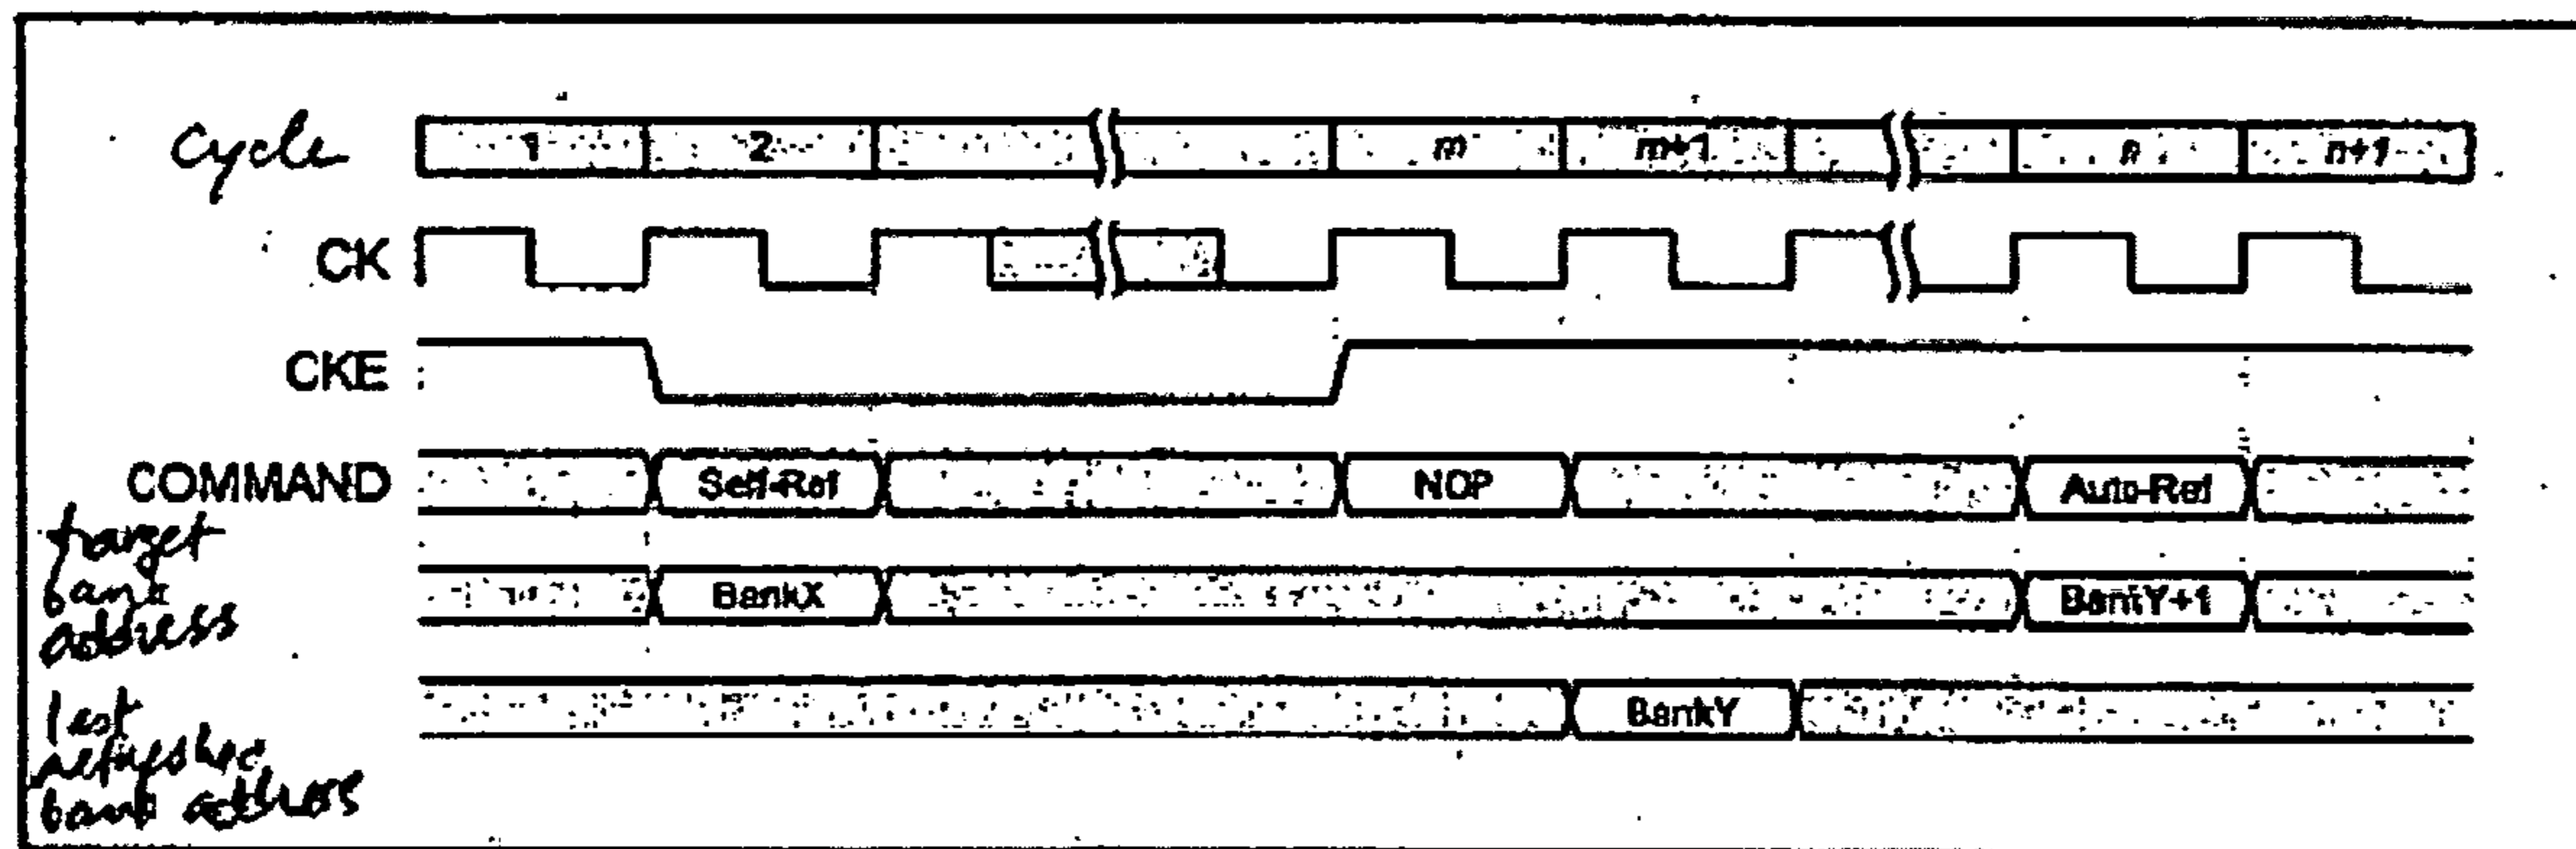 Cycle 1 2 m m+1 n n+1
CK
CKE
COMMAND Self-Ref NOP Auto-Ref
target
bank
address
BankX BankY+1
last
refreshed
bank address
BankY